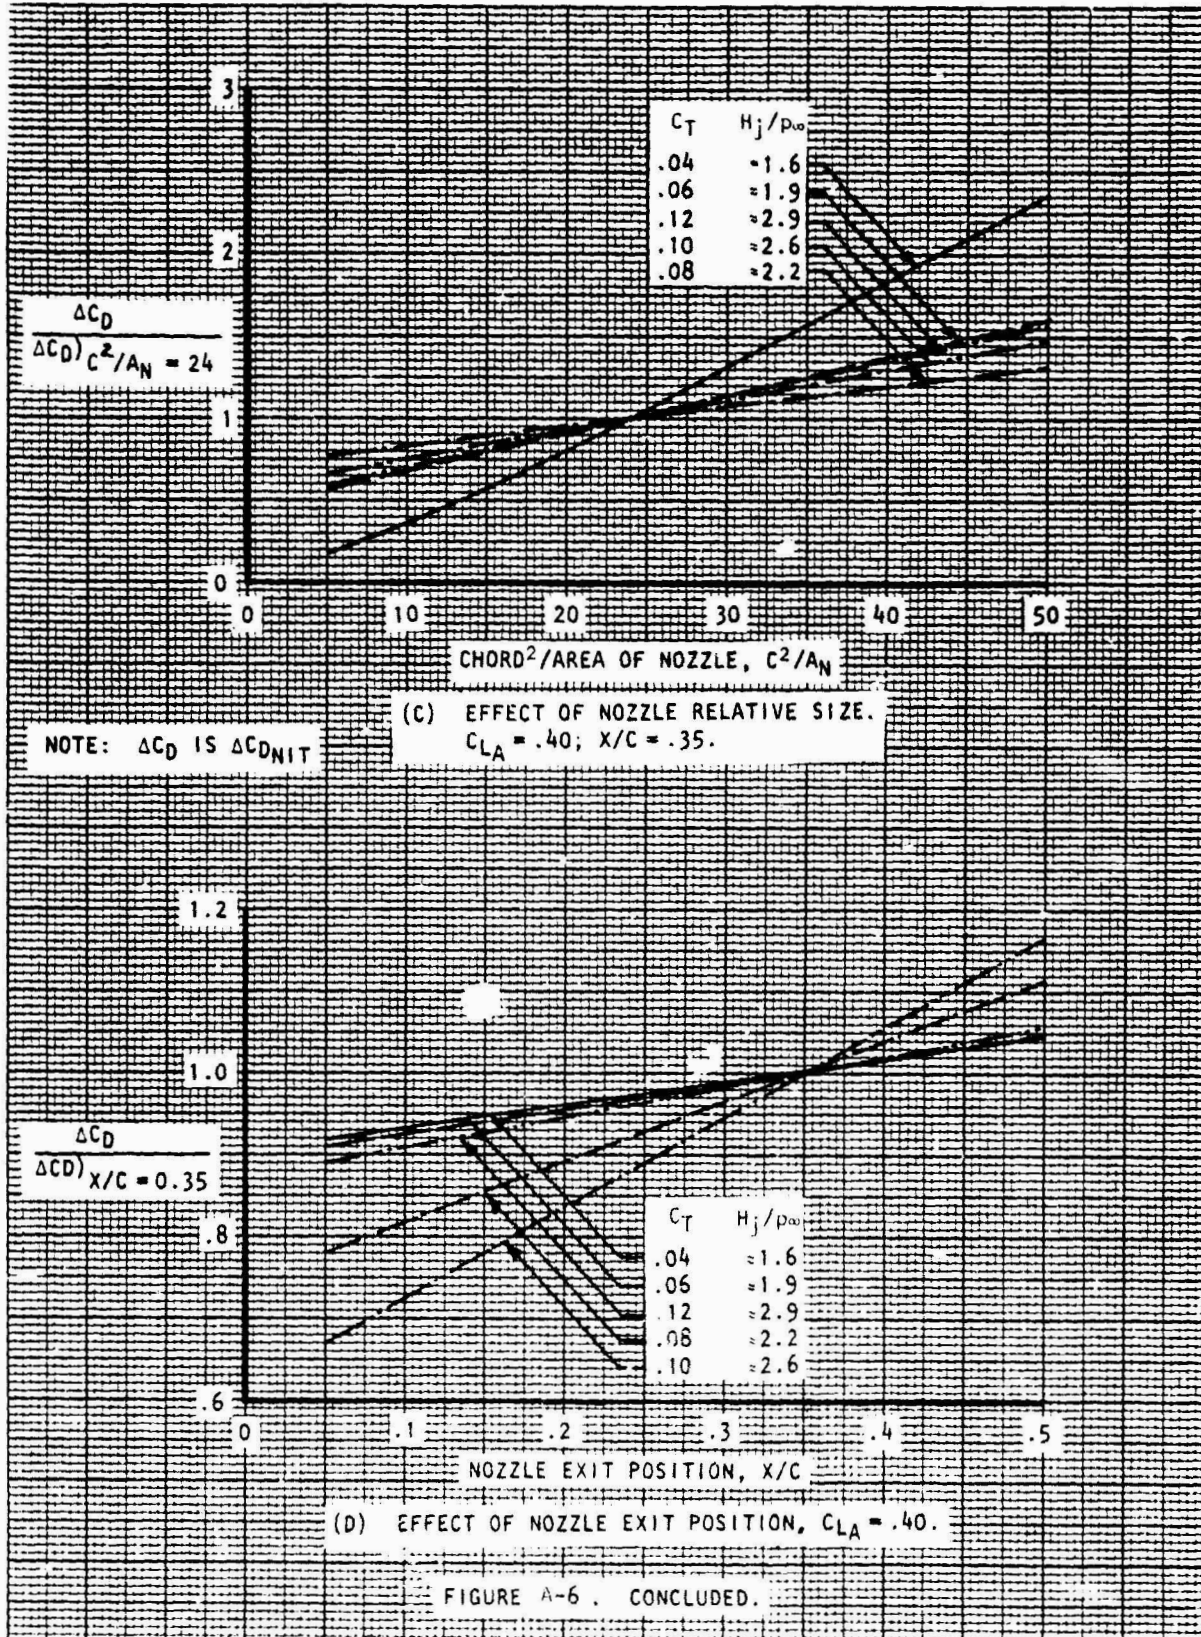 3
C_T H_j/p∞
.04 ≈1.6
.06 ≈1.9
.12 ≈2.9
.10 ≈2.6
.08 ≈2.2
2
ΔC_D
ΔC_D)C²/A_N = 24
1
0
0 10 20 30 40 50
CHORD²/AREA OF NOZZLE, C²/A_N
(C) EFFECT OF NOZZLE RELATIVE SIZE.
C_LA = .40; X/C = .35.
NOTE: ΔC_D IS ΔC_DNIT
1.2
1.0
ΔC_D
ΔCD)X/C = 0.35
.8
C_T H_j/p∞
.04 ≈1.6
.06 ≈1.9
.12 ≈2.9
.08 ≈2.2
.10 ≈2.6
.6
0 .1 .2 .3 .4 .5
NOZZLE EXIT POSITION, X/C
(D) EFFECT OF NOZZLE EXIT POSITION, C_LA = .40.
FIGURE A-6. CONCLUDED.